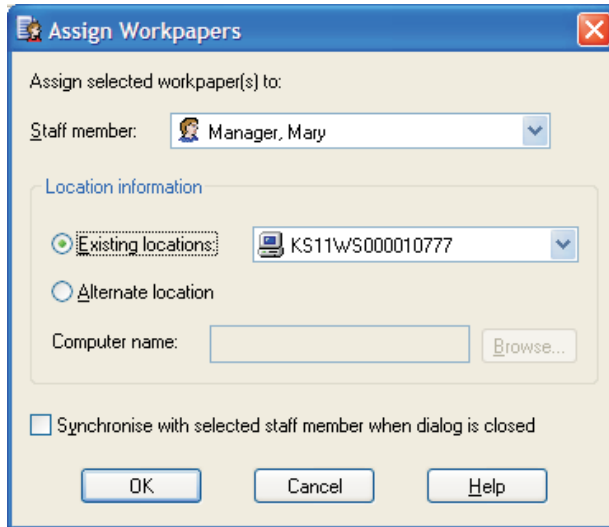 Assign Workpapers
Assign selected workpaper(s) to:
Staff member: Manager, Mary
Location information
Existing locations: KS11WS000010777
Alternate location
Computer name: Browse...
Synchronise with selected staff member when dialog is closed
OK Cancel Help